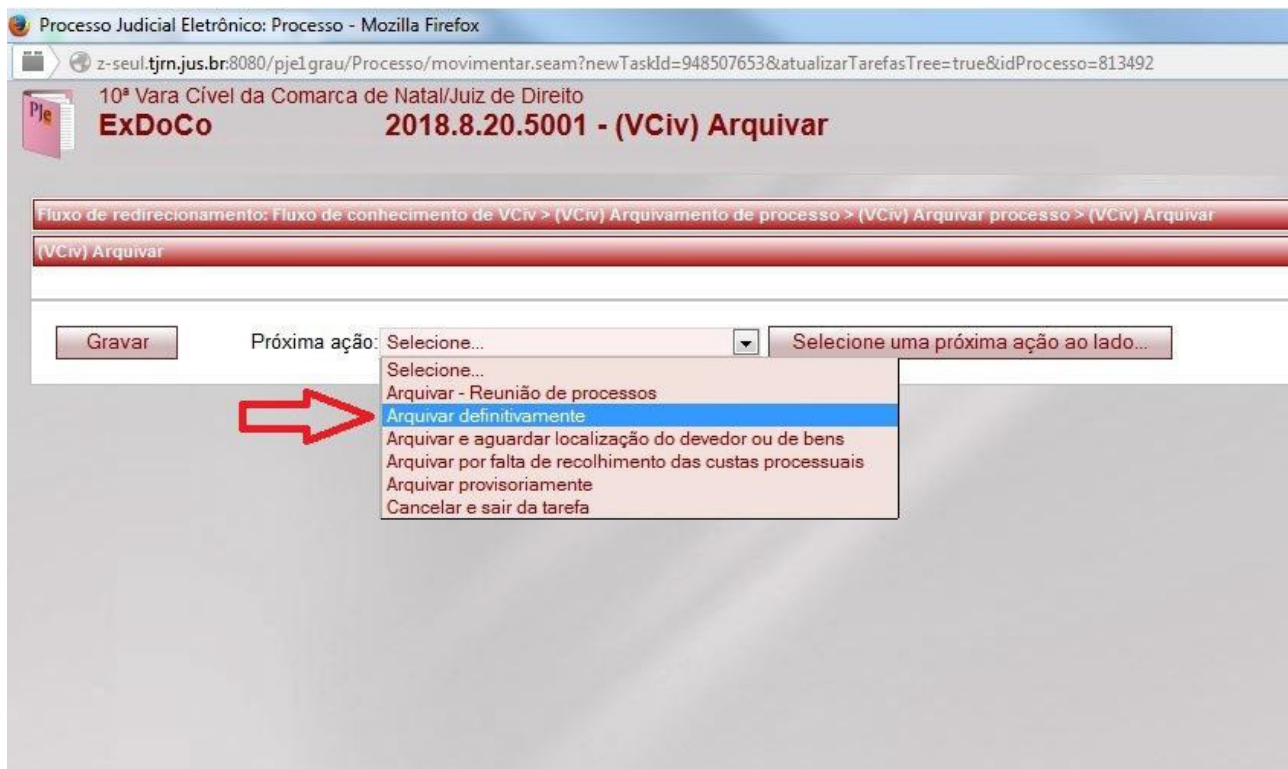 Processo Judicial Eletrônico: Processo - Mozilla Firefox
z-seul.tjrn.jus.br:8080/pje1grau/Processo/movimentar.seam?newTaskId=948507653&atualizarTarefasTree=true&idProcesso=813492
PJe
10ª Vara Cível da Comarca de Natal/Juiz de Direito
ExDoCo 2018.8.20.5001 - (VCiv) Arquivar
Fluxo de redirecionamento: Fluxo de conhecimento de VCiv > (VCiv) Arquivamento de processo > (VCiv) Arquivar processo > (VCiv) Arquivar
(VCiv) Arquivar
Gravar Próxima ação: Selecione... Selecione uma próxima ação ao lado...
Selecione...
Arquivar - Reunião de processos
Arquivar definitivamente
Arquivar e aguardar localização do devedor ou de bens
Arquivar por falta de recolhimento das custas processuais
Arquivar provisoriamente
Cancelar e sair da tarefa